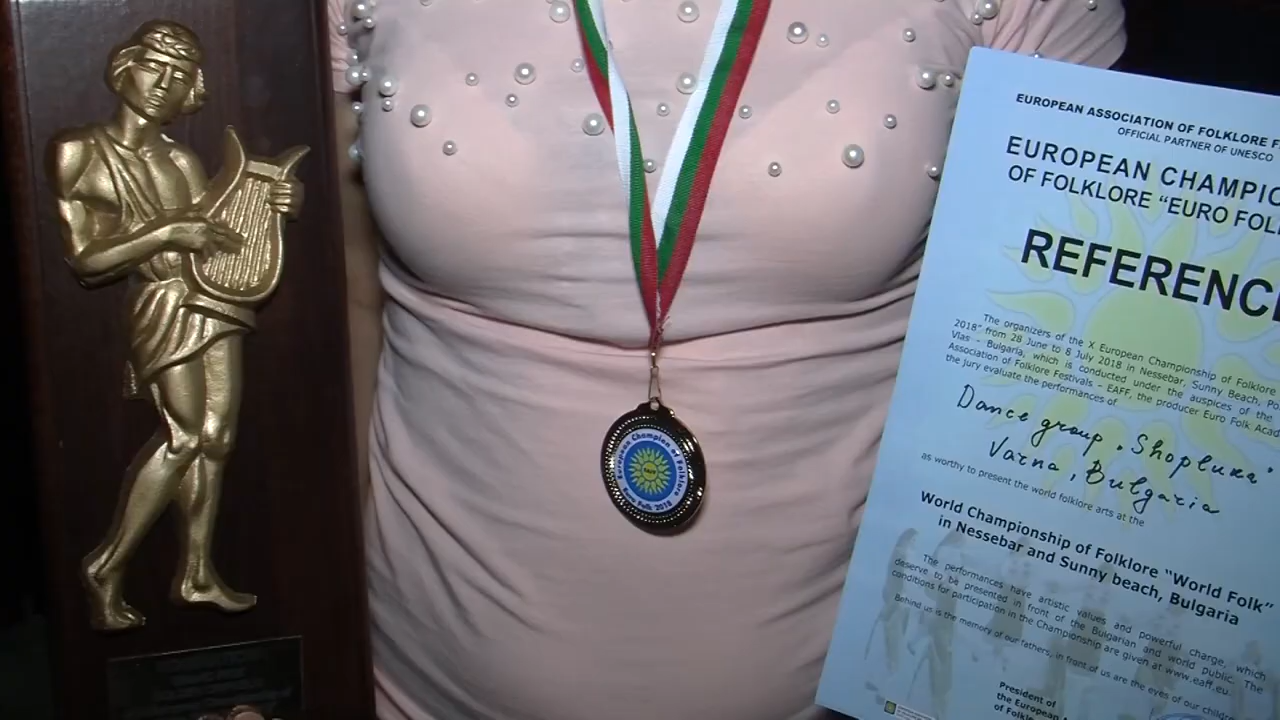 EUROPEAN ASSOCIATION OF FOLKLORE
OFFICIAL PARTNER OF UNESCO
EUROPEAN CHAMPIO
OF FOLKLORE “EURO FOL
REFERENC
The organizers of the X European Championship of Folklore
2018” from 28 June to 8 July 2018 in Nessebar, Sunny Beach,
Vlas - Bulgaria, which is conducted under the auspices of the
Association of Folklore Festivals - EAFF, the producer Euro Folk Acad
the jury evaluate the performances of
Dance group „Shopluka“
Varna, Bulgaria
as worthy to present the world folklore arts at the
World Championship of Folklore “World Folk”
in Nessebar and Sunny beach, Bulgaria
The performances have artistic values and powerful charge, which
deserve to be presented in front of the Bulgarian and world public. The
conditions for participation in the Championship are given at www.eaff.eu.
Behind us is the memory of our fathers, in front of us are the eyes of our childre
President of
the European
of Folklo
European Champion of Folklore
Euro Folk 2018